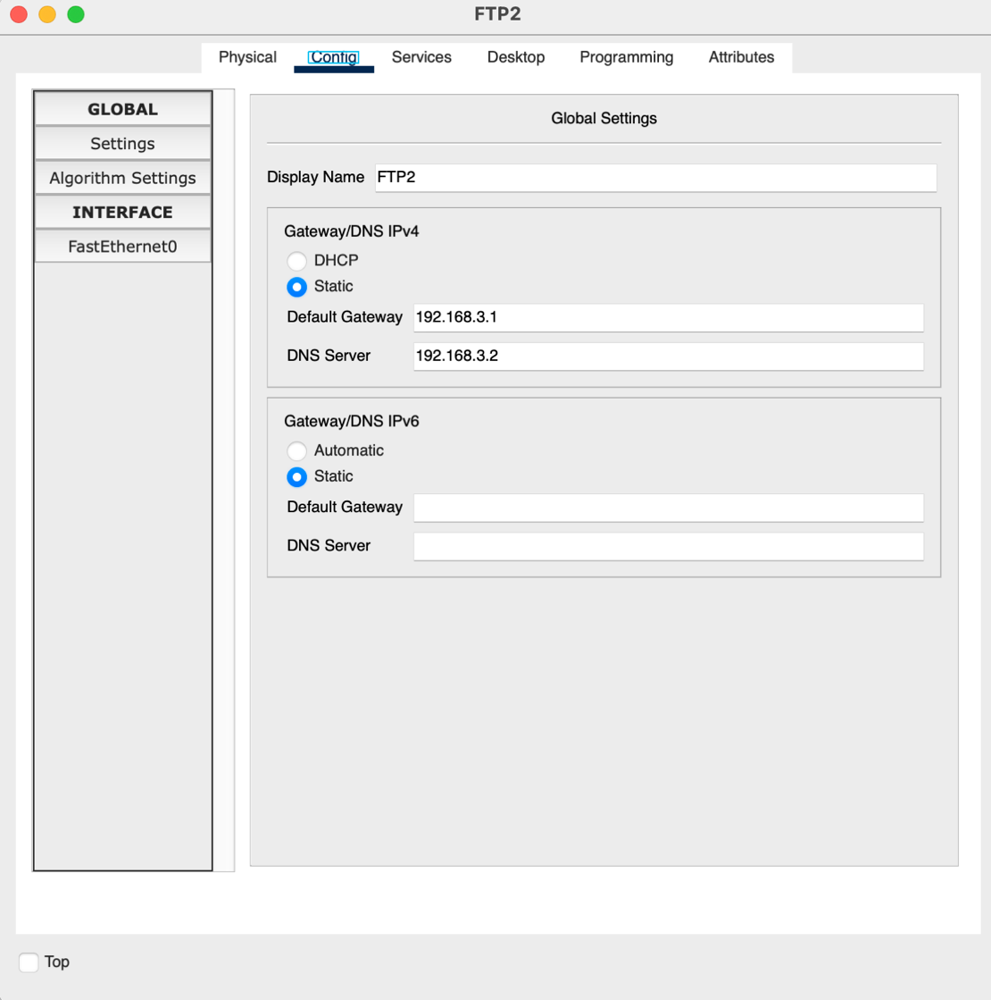 FTP2
Physical Config Services Desktop Programming Attributes
GLOBAL
Settings
Algorithm Settings
INTERFACE
FastEthernet0
Global Settings
Display Name FTP2
Gateway/DNS IPv4
DHCP
Static
Default Gateway 192.168.3.1
DNS Server 192.168.3.2
Gateway/DNS IPv6
Automatic
Static
Default Gateway
DNS Server
Top